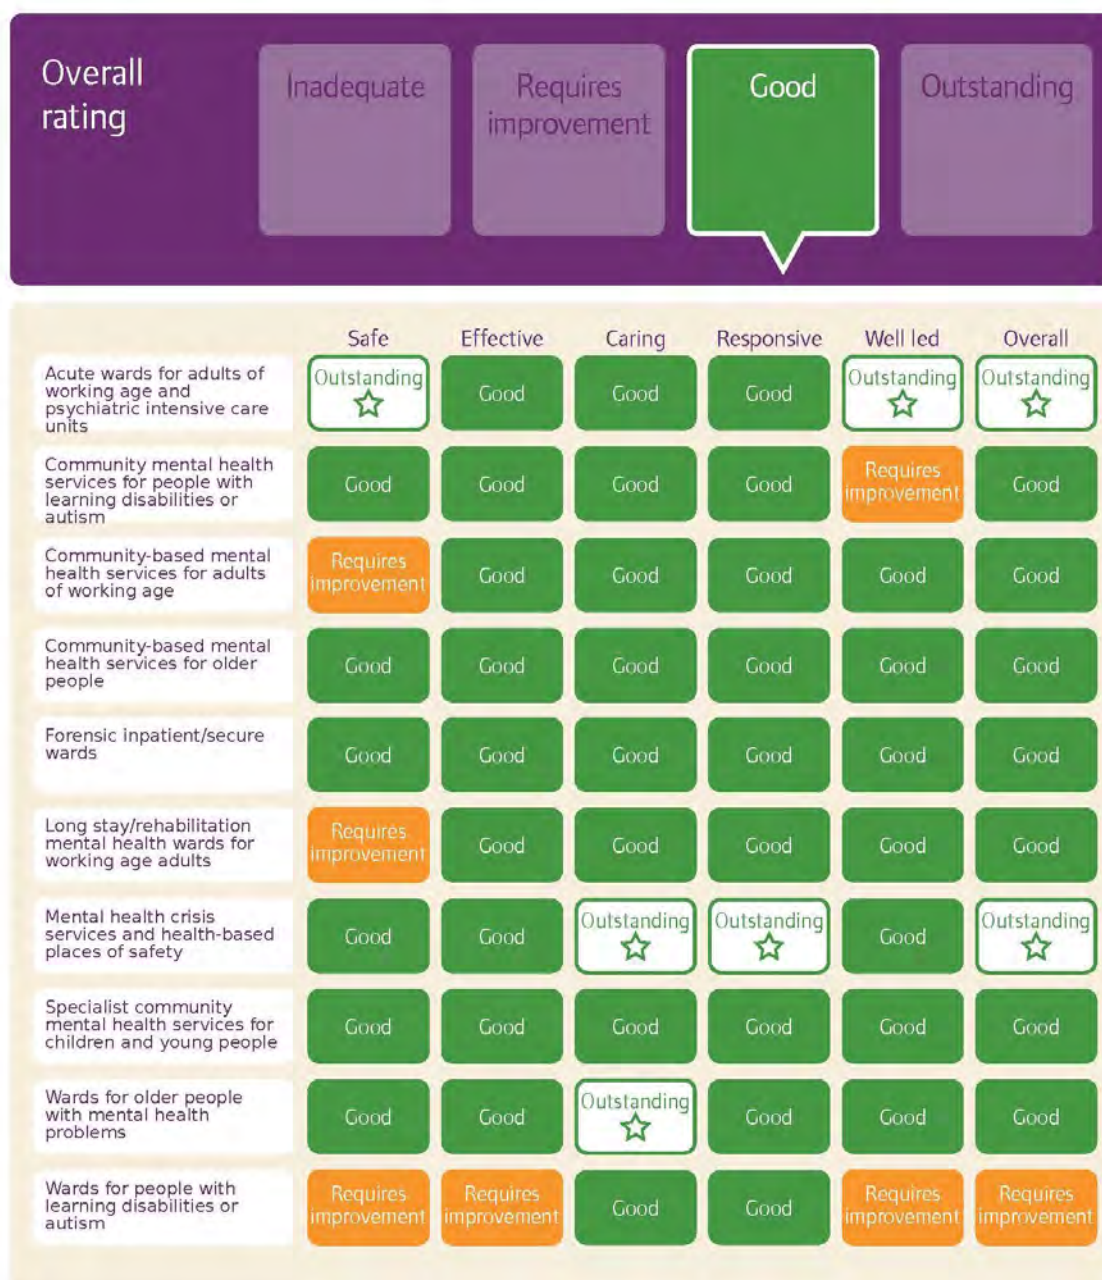 Overall
rating
Inadequate
Requires
improvement
Good
Outstanding
Safe Effective Caring Responsive Well led Overall
Acute wards for adults of
working age and
psychiatric intensive care
units
Outstanding Good Good Good Outstanding Outstanding
Community mental health
services for people with
learning disabilities or
autism
Good Good Good Good Requires improvement Good
Community-based mental
health services for adults
of working age
Requires improvement Good Good Good Good Good
Community-based mental
health services for older
people
Good Good Good Good Good Good
Forensic inpatient/secure
wards
Good Good Good Good Good Good
Long stay/rehabilitation
mental health wards for
working age adults
Requires improvement Good Good Good Good Good
Mental health crisis
services and health-based
places of safety
Good Good Outstanding Outstanding Good Outstanding
Specialist community
mental health services for
children and young people
Good Good Good Good Good Good
Wards for older people
with mental health
problems
Good Good Outstanding Good Good Good
Wards for people with
learning disabilities or
autism
Requires improvement Requires improvement Good Good Requires improvement Requires improvement